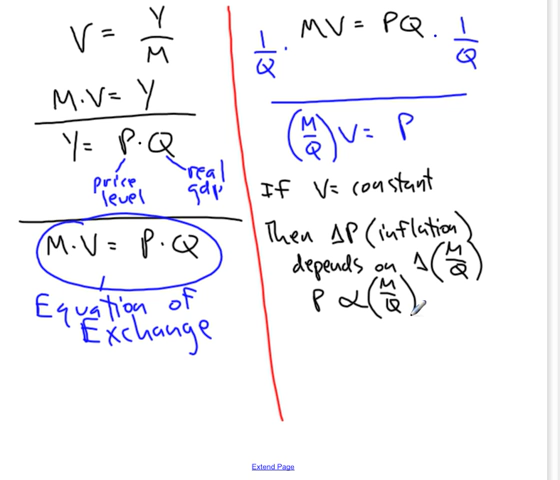 V = Y/M
M·V = Y
Y = P·Q
price level
real gdp
M·V = P·Q
Equation of
Exchange
1/Q · MV = PQ · 1/Q
(M/Q)V = P
If V = constant
Then ΔP (inflation)
depends on Δ(M/Q)
P ∝ (M/Q)
Extend Page